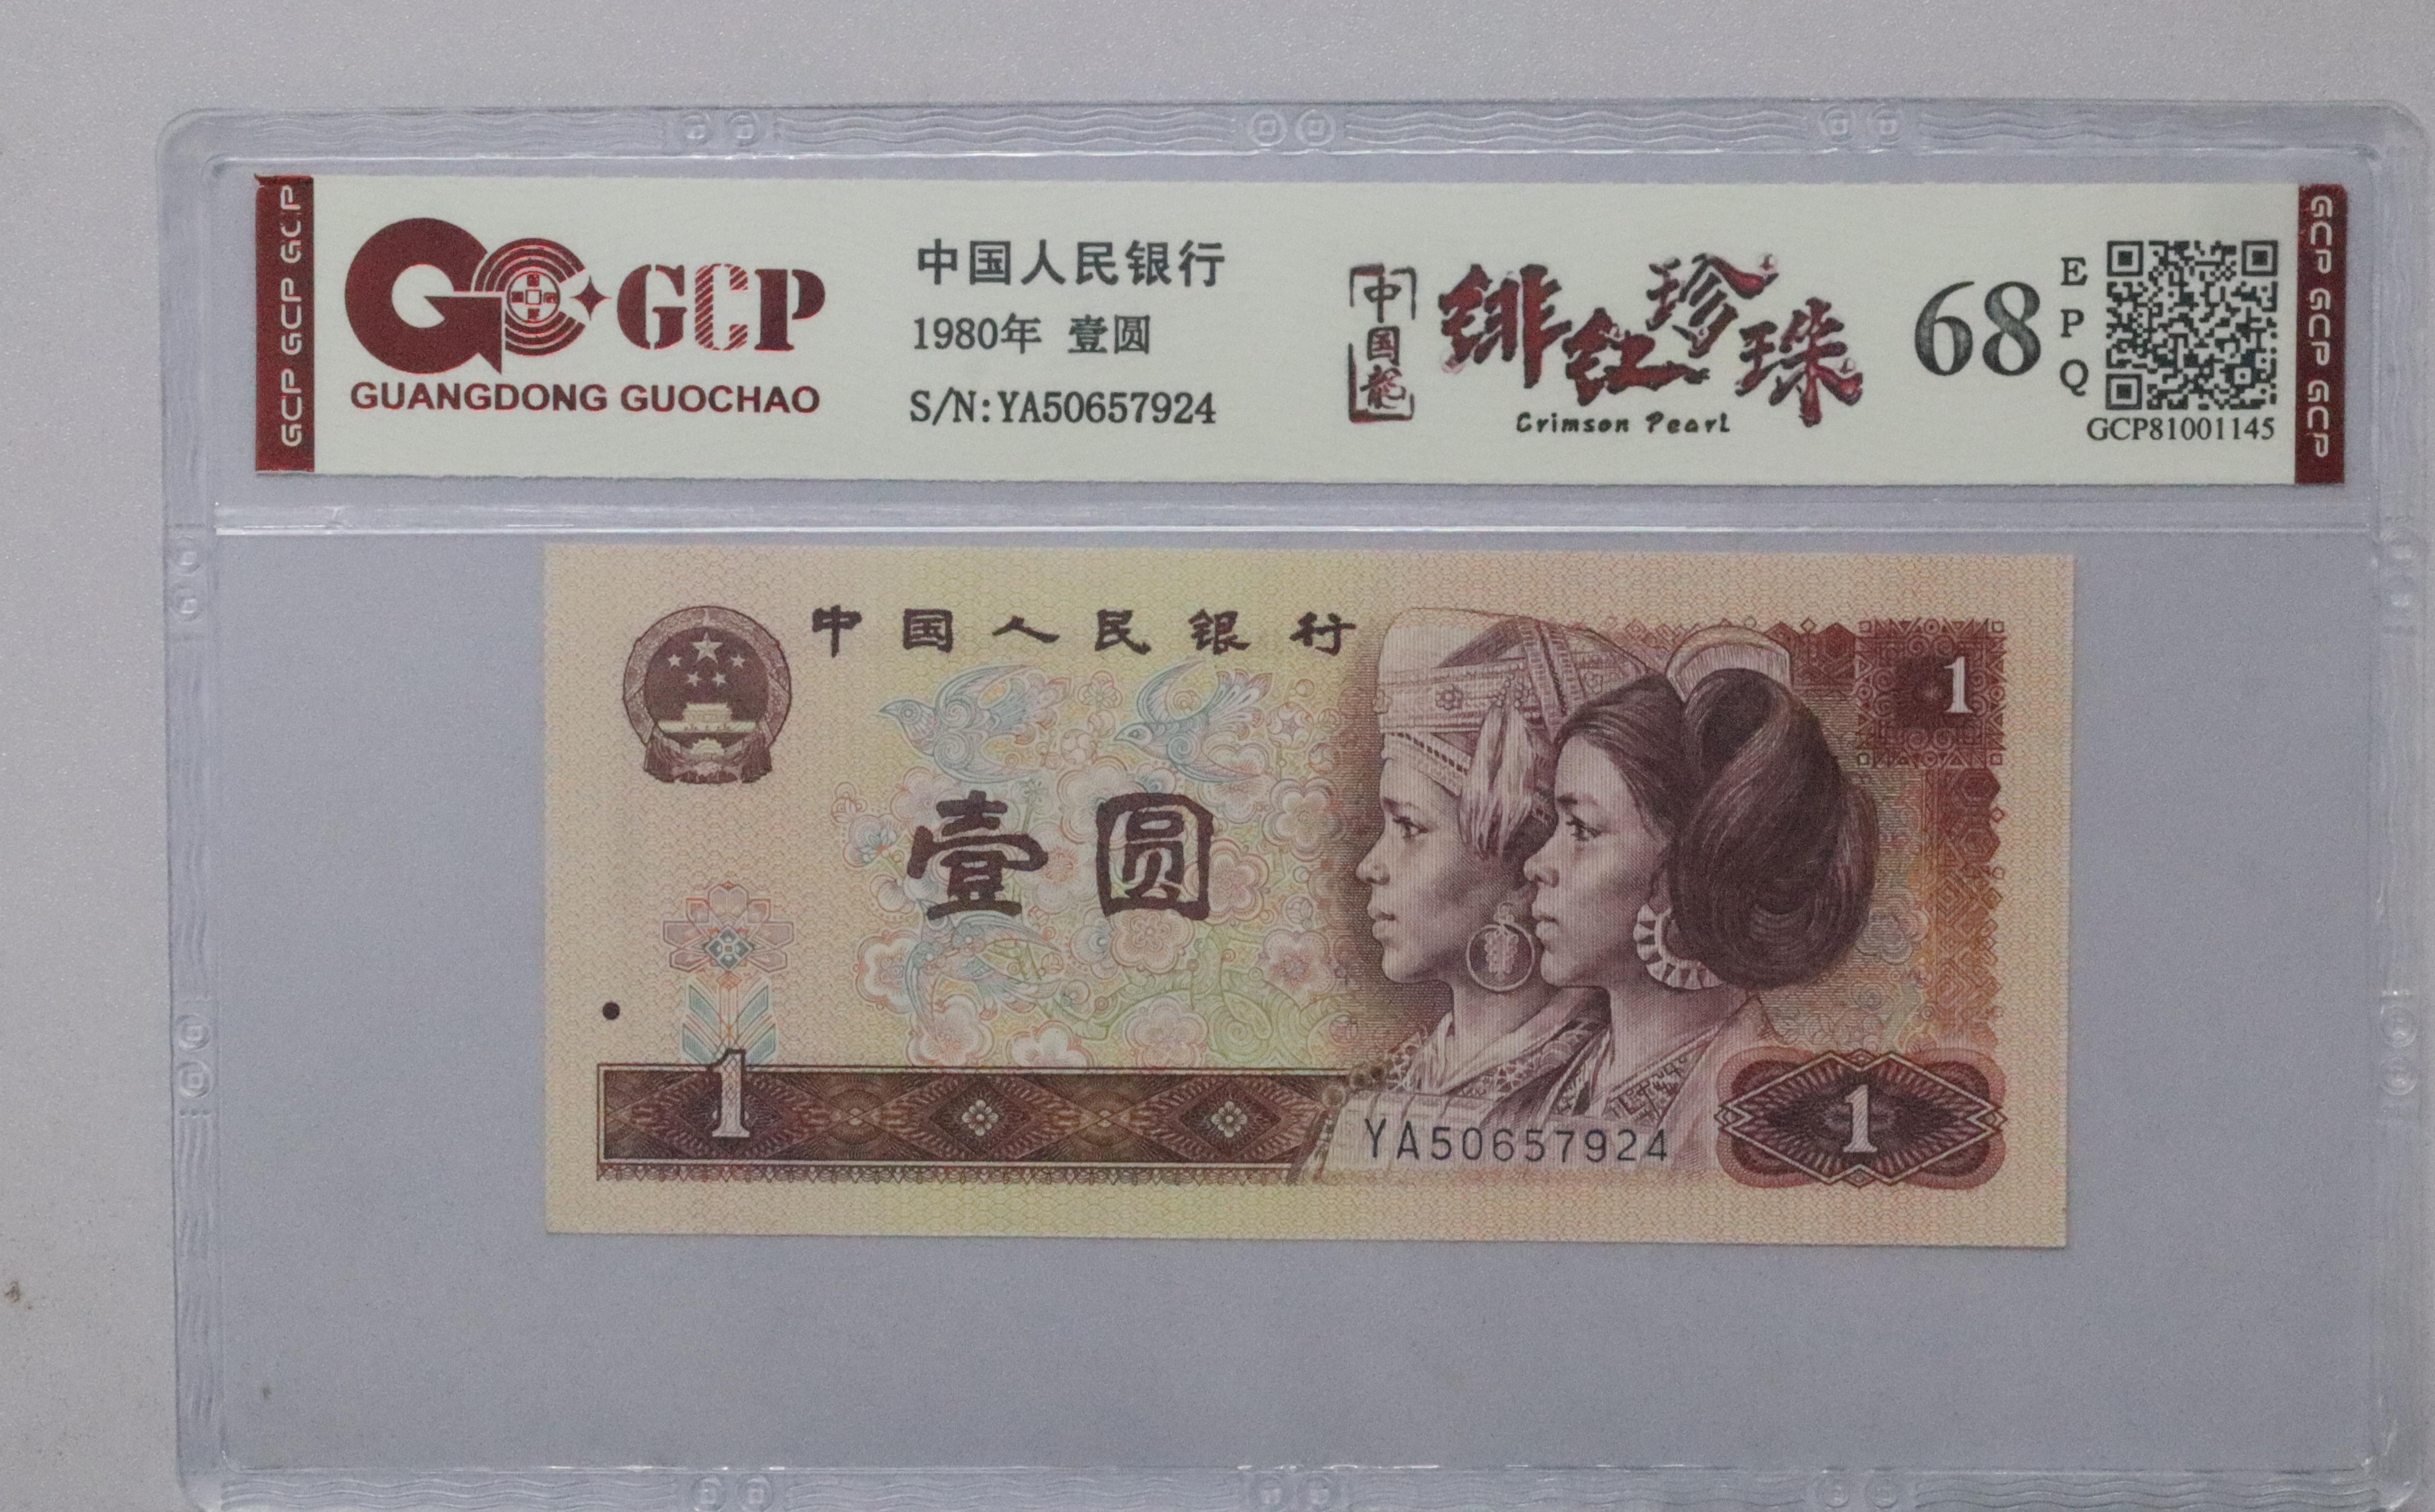 GCP GCP GCP
GCP
GUANGDONG GUOCHAO
中国人民银行
1980年 壹圆
S/N:YA50657924
中国龍
绯红珍珠
Crimson Pearl
68
EPQ
GCP81001145
GCP GCP GCP
中国人民银行
1
壹圆
1
YA50657924
1